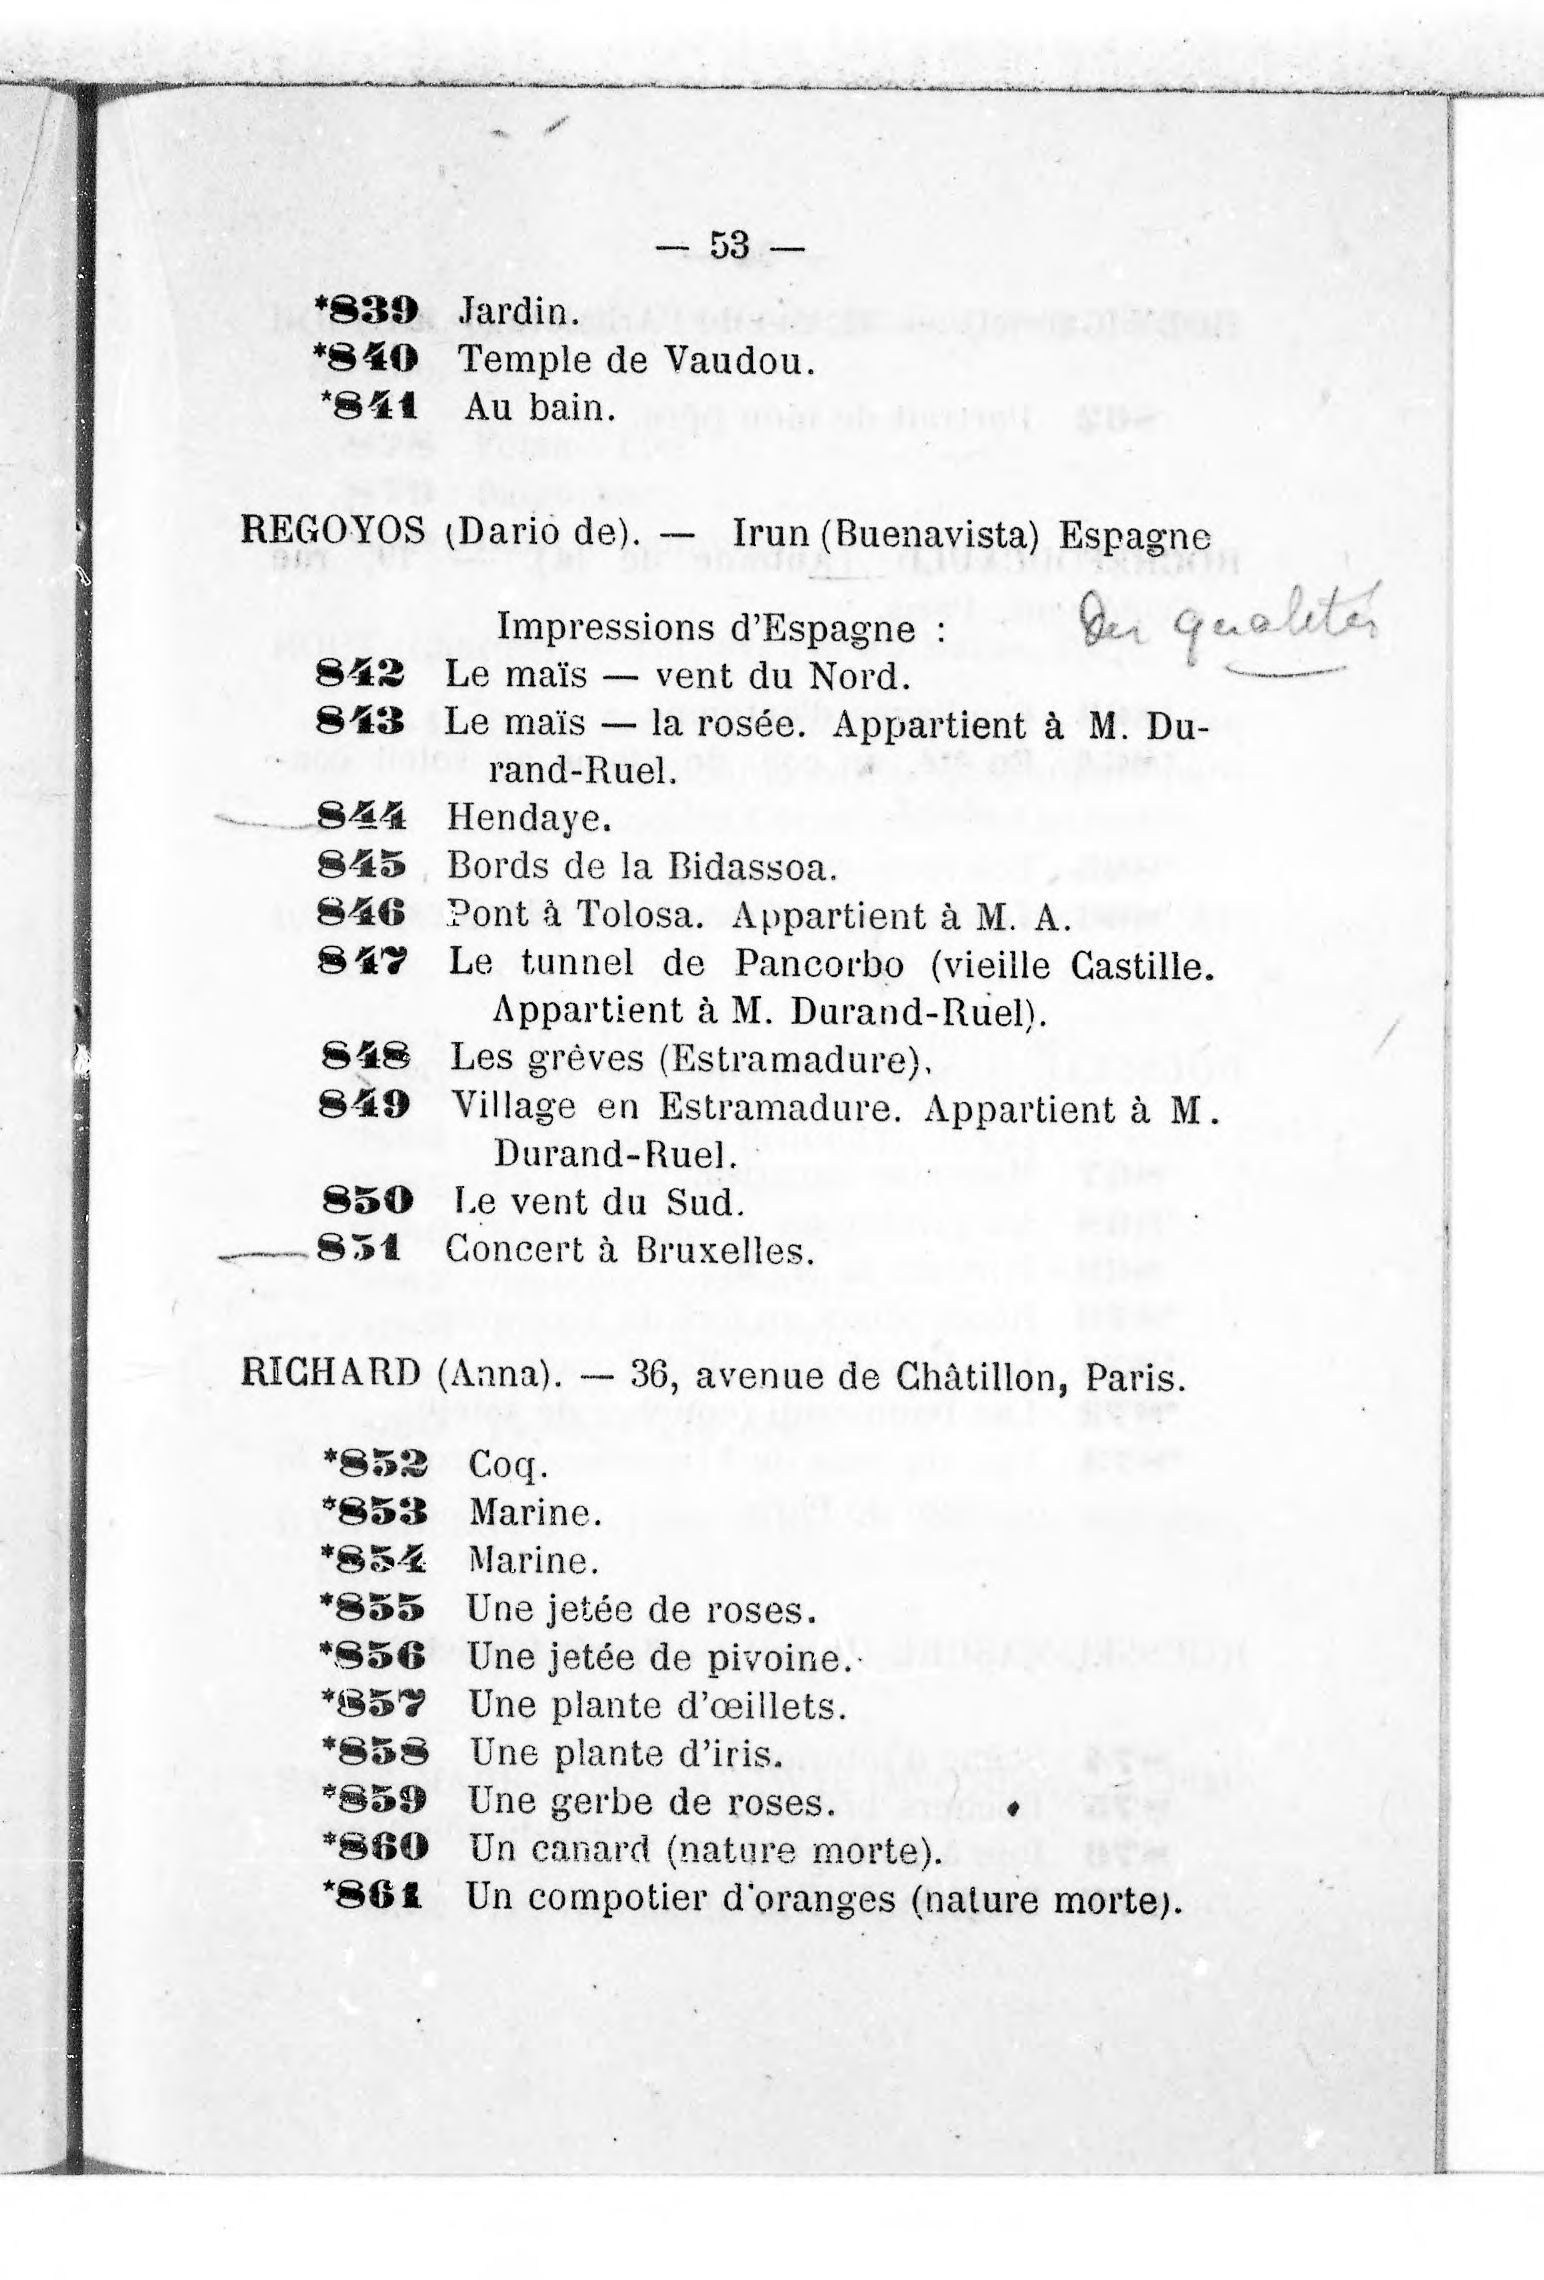 — 53 —
*839 Jardin.
*840 Temple de Vaudou.
*841 Au bain.
REGOYOS (Dario de). — Irun (Buenavista) Espagne
Des qualités
Impressions d'Espagne :
842 Le maïs — vent du Nord.
843 Le maïs — la rosée. Appartient à M. Du-
rand-Ruel.
844 Hendaye.
845 Bords de la Bidassoa.
846 Pont à Tolosa. Appartient à M. A.
847 Le tunnel de Pancorbo (vieille Castille.
Appartient à M. Durand-Ruel).
848 Les grèves (Estramadure).
849 Village en Estramadure. Appartient à M.
Durand-Ruel.
850 Le vent du Sud.
851 Concert à Bruxelles.
RICHARD (Anna). — 36, avenue de Châtillon, Paris.
*852 Coq.
*853 Marine.
*854 Marine.
*855 Une jetée de roses.
*856 Une jetée de pivoine.
*857 Une plante d'œillets.
*858 Une plante d'iris.
*859 Une gerbe de roses.
*860 Un canard (nature morte).
*861 Un compotier d'oranges (nature morte).